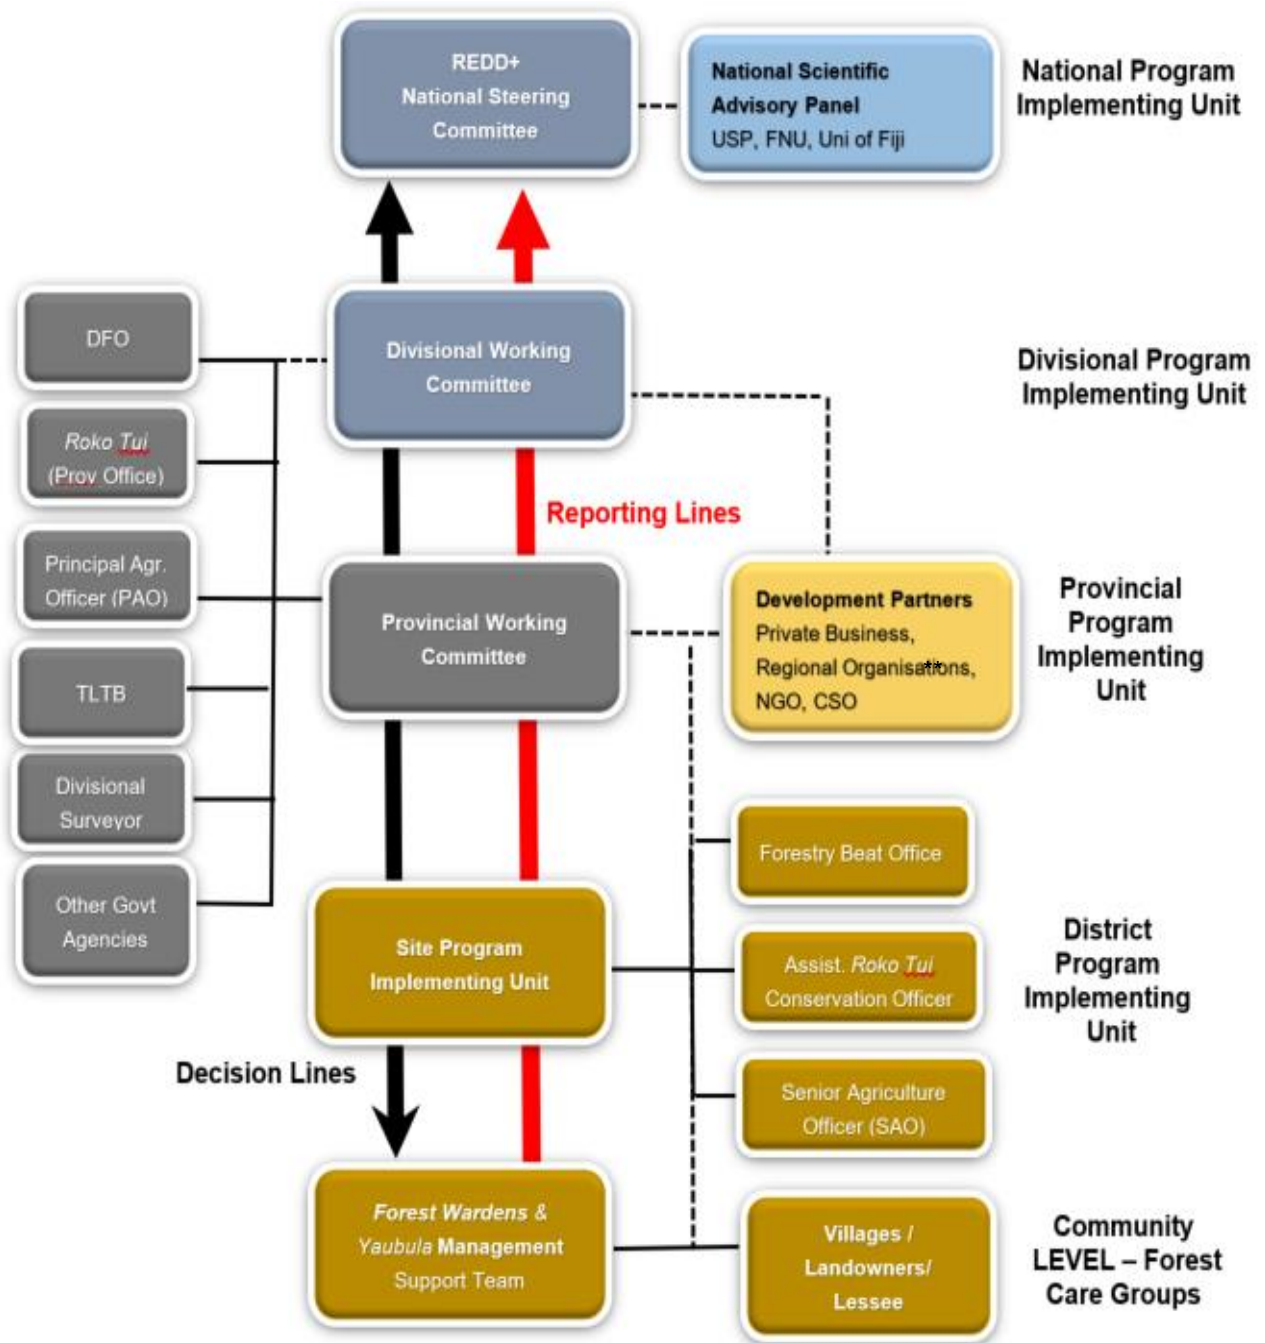 REDD+
National Steering
Committee
National Scientific
Advisory Panel
USP, FNU, Uni of Fiji
National Program
Implementing Unit
DFO
Divisional Working
Committee
Divisional Program
Implementing Unit
Roko Tui
(Prov Office)
Reporting Lines
Principal Agr.
Officer (PAO)
Provincial Working
Committee
Development Partners
Private Business,
Regional Organisations,**
NGO, CSO
Provincial
Program
Implementing
Unit
TLTB
Divisional
Surveyor
Other Govt
Agencies
Site Program
Implementing Unit
Forestry Beat Office
Assist. Roko Tui
Conservation Officer
Senior Agriculture
Officer (SAO)
District
Program
Implementing
Unit
Decision Lines
Forest Wardens &
Yaubula Management
Support Team
Villages /
Landowners/
Lessee
Community
LEVEL – Forest
Care Groups